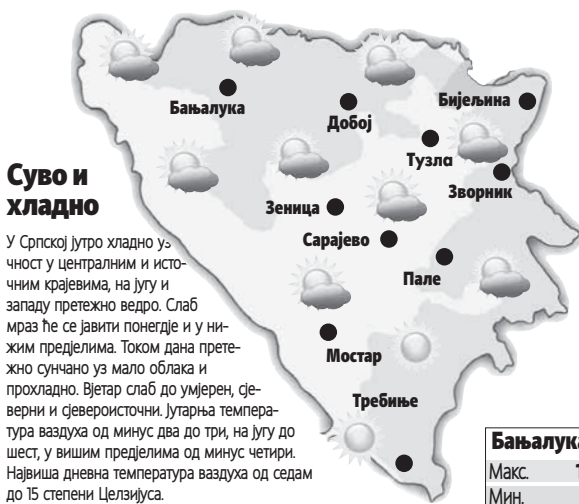 Бањалука
Добој
Бијељина
Тузла
Зворник
Суво и
хладно
Зеница
Сарајево
Пале
Мостар
Требиње
У Српској јутро хладно уз
чност у централним и исто-
чним крајевима, на југу и
западу претежно ведро. Слаб
мраз ће се јавити понегдје и у ни-
жим предјелима. Током дана прете-
жно сунчано уз мало облака и
прохладно. Вјетар слаб до умјерен, сје-
верни и сјевероисточни. Јутарња темпера-
тура ваздуха од минус два до три, на југу до
шест, у вишим предјелима од минус четири.
Највиша дневна температура ваздуха од седам
до 15 степени Целзијуса.
Бањалука
Макс.
Мин.